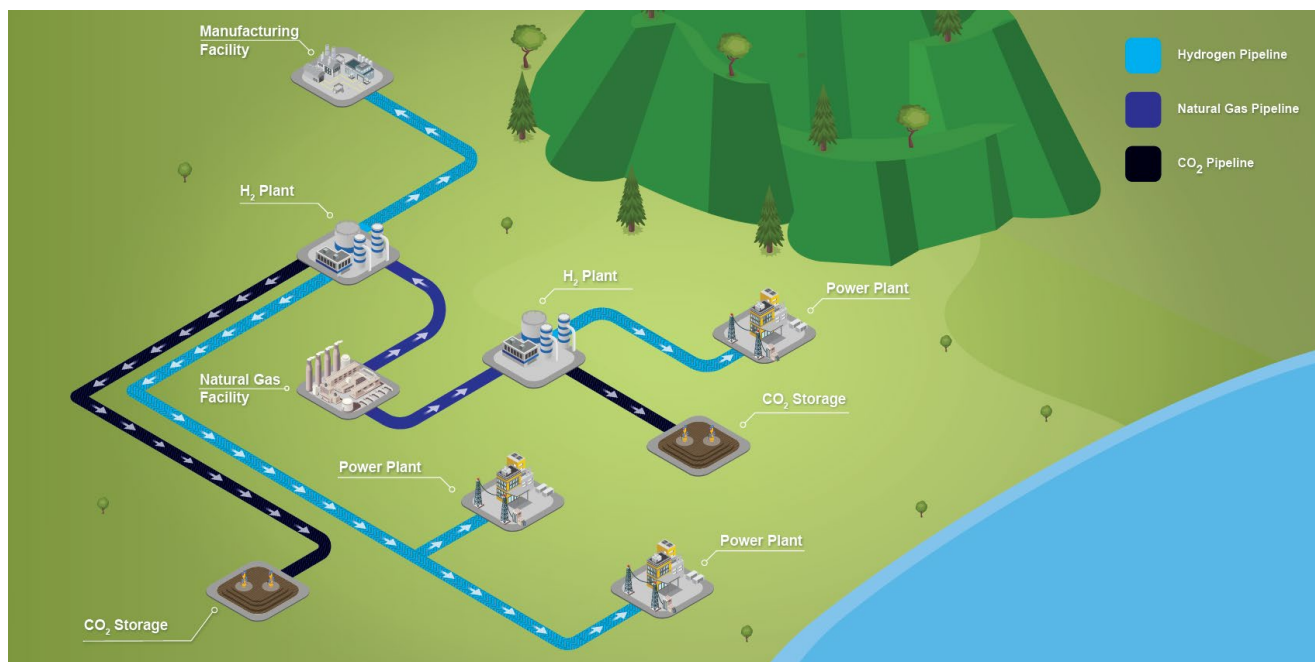 Manufacturing
Facility
Hydrogen Pipeline
Natural Gas Pipeline
CO₂ Pipeline
H₂ Plant
H₂ Plant
Power Plant
Natural Gas
Facility
CO₂ Storage
Power Plant
Power Plant
CO₂ Storage